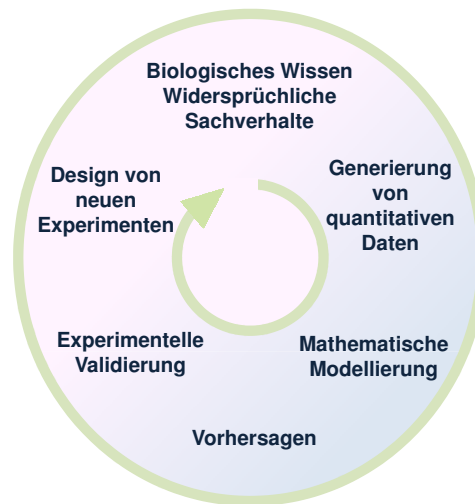 Biologisches Wissen
Widersprüchliche
Sachverhalte
Generierung
von
quantitativen
Daten
Mathematische
Modellierung
Vorhersagen
Experimentelle
Validierung
Design von
neuen
Experimenten